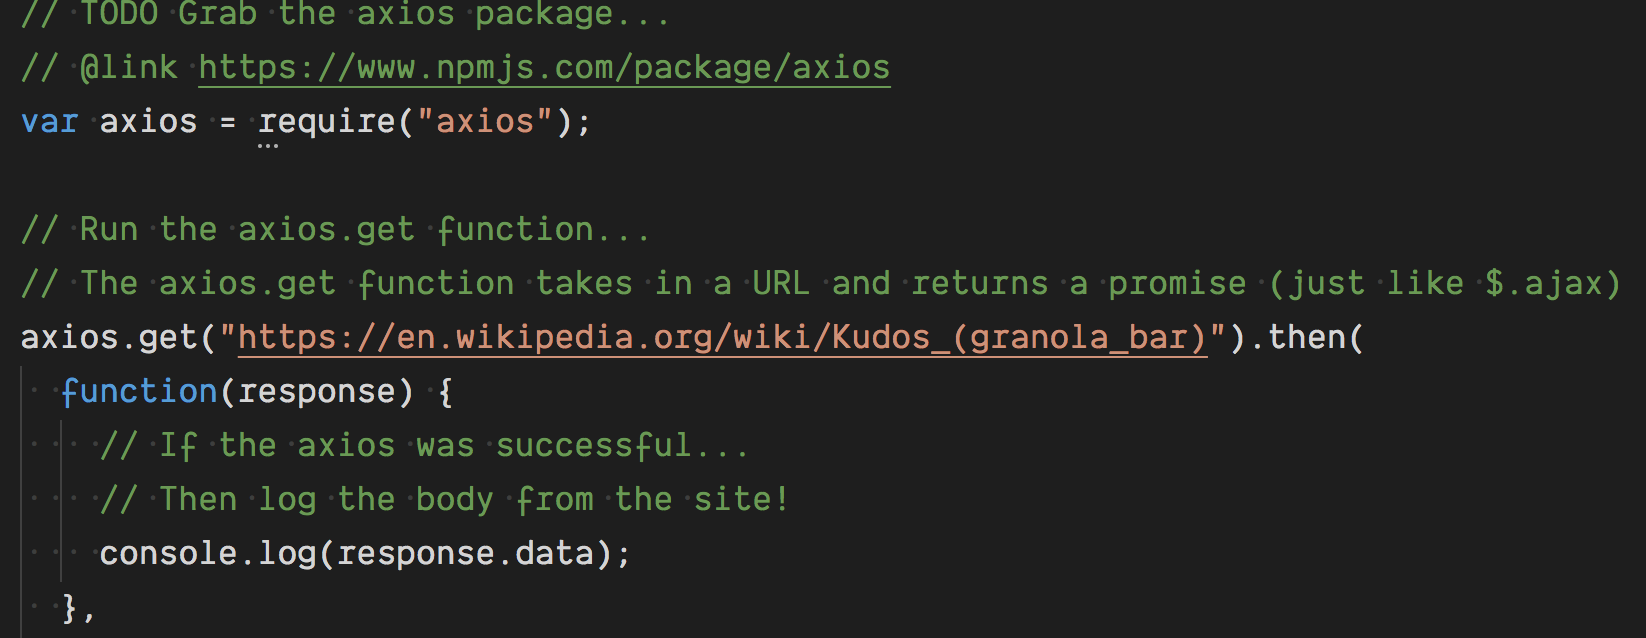 // TODO Grab the axios package...
// @link https://www.npmjs.com/package/axios
var axios = require("axios");
// Run the axios.get function...
// The axios.get function takes in a URL and returns a promise (just like $.ajax)
axios.get("https://en.wikipedia.org/wiki/Kudos_(granola_bar)").then(
function(response) {
// If the axios was successful...
// Then log the body from the site!
console.log(response.data);
},